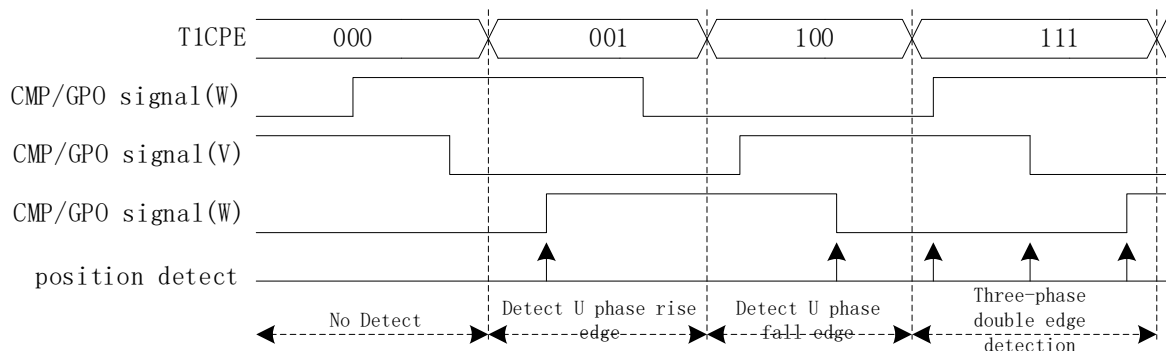 T1CPE 000 001 100 111
CMP/GPO signal(W)
CMP/GPO signal(V)
CMP/GPO signal(W)
position detect
No Detect
Detect U phase rise
edge
Detect U phase
fall edge
Three-phase
double edge
detection